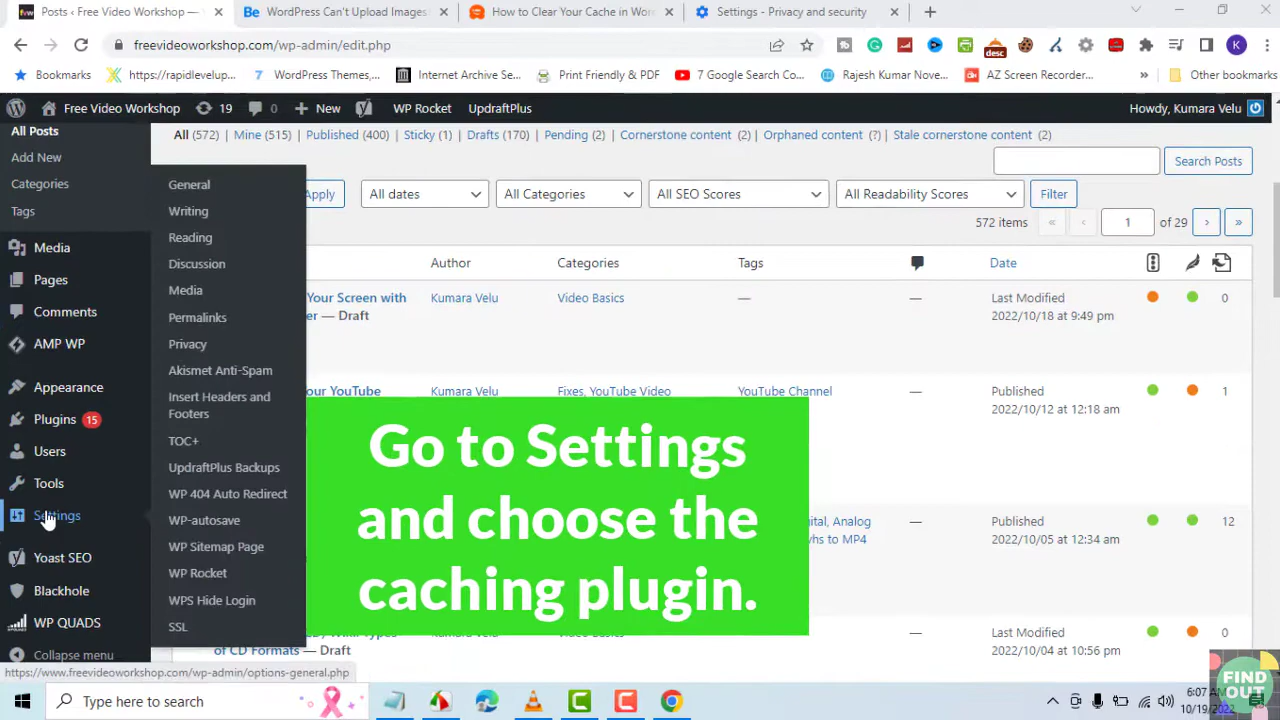 Posts ‹ Free Video Workshop — W
WordPress Can't Upload Images
How to Clear Your Cache in Wor
Settings - Privacy and security
freevideoworkshop.com/wp-admin/edit.php
desc
K
Bookmarks
https://rapidlevelup...
WordPress Themes,...
Internet Archive Se...
Print Friendly & PDF
7 Google Search Co...
Rajesh Kumar Nove...
AZ Screen Recorder...
»
Other bookmarks
Free Video Workshop
19
0
New
WP Rocket
UpdraftPlus
Howdy, Kumara Velu
All Posts
Add New
Categories
Tags
Media
Pages
Comments
AMP WP
Appearance
Plugins 15
Users
Tools
Settings
Yoast SEO
Blackhole
WP QUADS
Collapse menu
General
Writing
Reading
Discussion
Media
Permalinks
Privacy
Akismet Anti-Spam
Insert Headers and
Footers
TOC+
UpdraftPlus Backups
WP 404 Auto Redirect
WP-autosave
WP Sitemap Page
WP Rocket
WPS Hide Login
SSL
All (572) | Mine (515) | Published (400) | Sticky (1) | Drafts (170) | Pending (2) | Cornerstone content (2) | Orphaned content (?) | Stale cornerstone content (2)
Search Posts
Apply
All dates
All Categories
All SEO Scores
All Readability Scores
Filter
572 items
«
‹
1
of 29
›
»
Author
Categories
Tags
Date
Your Screen with
er — Draft
Kumara Velu
Video Basics
—
—
Last Modified
2022/10/18 at 9:49 pm
0
our YouTube
Kumara Velu
Fixes, YouTube Video
YouTube Channel
—
Published
2022/10/12 at 12:18 am
1
ital, Analog
vhs to MP4
—
Published
2022/10/05 at 12:34 am
12
of CD Formats — Draft
—
Last Modified
2022/10/04 at 10:56 pm
0
Go to Settings
and choose the
caching plugin.
https://www.freevideoworkshop.com/wp-admin/options-general.php
Type here to search
6:07
10/19/2022
FIND
OUT